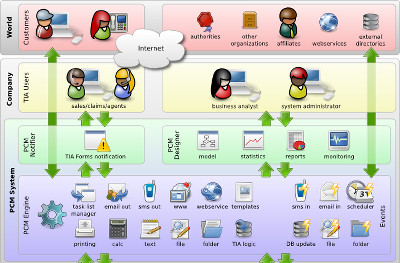 World
Customers
Internet
authorities
other
organizations
affiliates
webservices
external
directories
Company
TIA Users
sales/claims/agents
business analyst
system administrator
PCM System
PCM
Notifier
TIA Forms notification
PCM
Designer
model
statistics
reports
monitoring
PCM Engine
task list
manager
email out
sms out
www
webservice
templates
sms in
email in
31
scheduler
Events
printing
calc
text
file
folder
TIA logic
DB update
file
folder